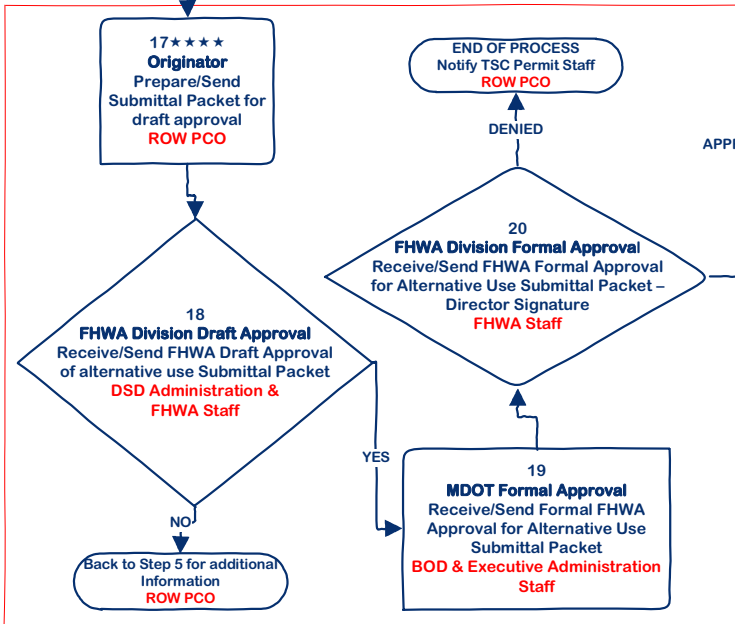 17★★★★
Originator
Prepare/Send
Submittal Packet for
draft approval
ROW PCO
18
FHWA Division Draft Approval
Receive/Send FHWA Draft Approval
of alternative use Submittal Packet
DSD Administration &
FHWA Staff
NO
Back to Step 5 for additional
Information
ROW PCO
YES
19
MDOT Formal Approval
Receive/Send Formal FHWA
Approval for Alternative Use
Submittal Packet
BOD & Executive Administration
Staff
20
FHWA Division Formal Approval
Receive/Send FHWA Formal Approval
for Alternative Use Submittal Packet –
Director Signature
FHWA Staff
DENIED
END OF PROCESS
Notify TSC Permit Staff
ROW PCO